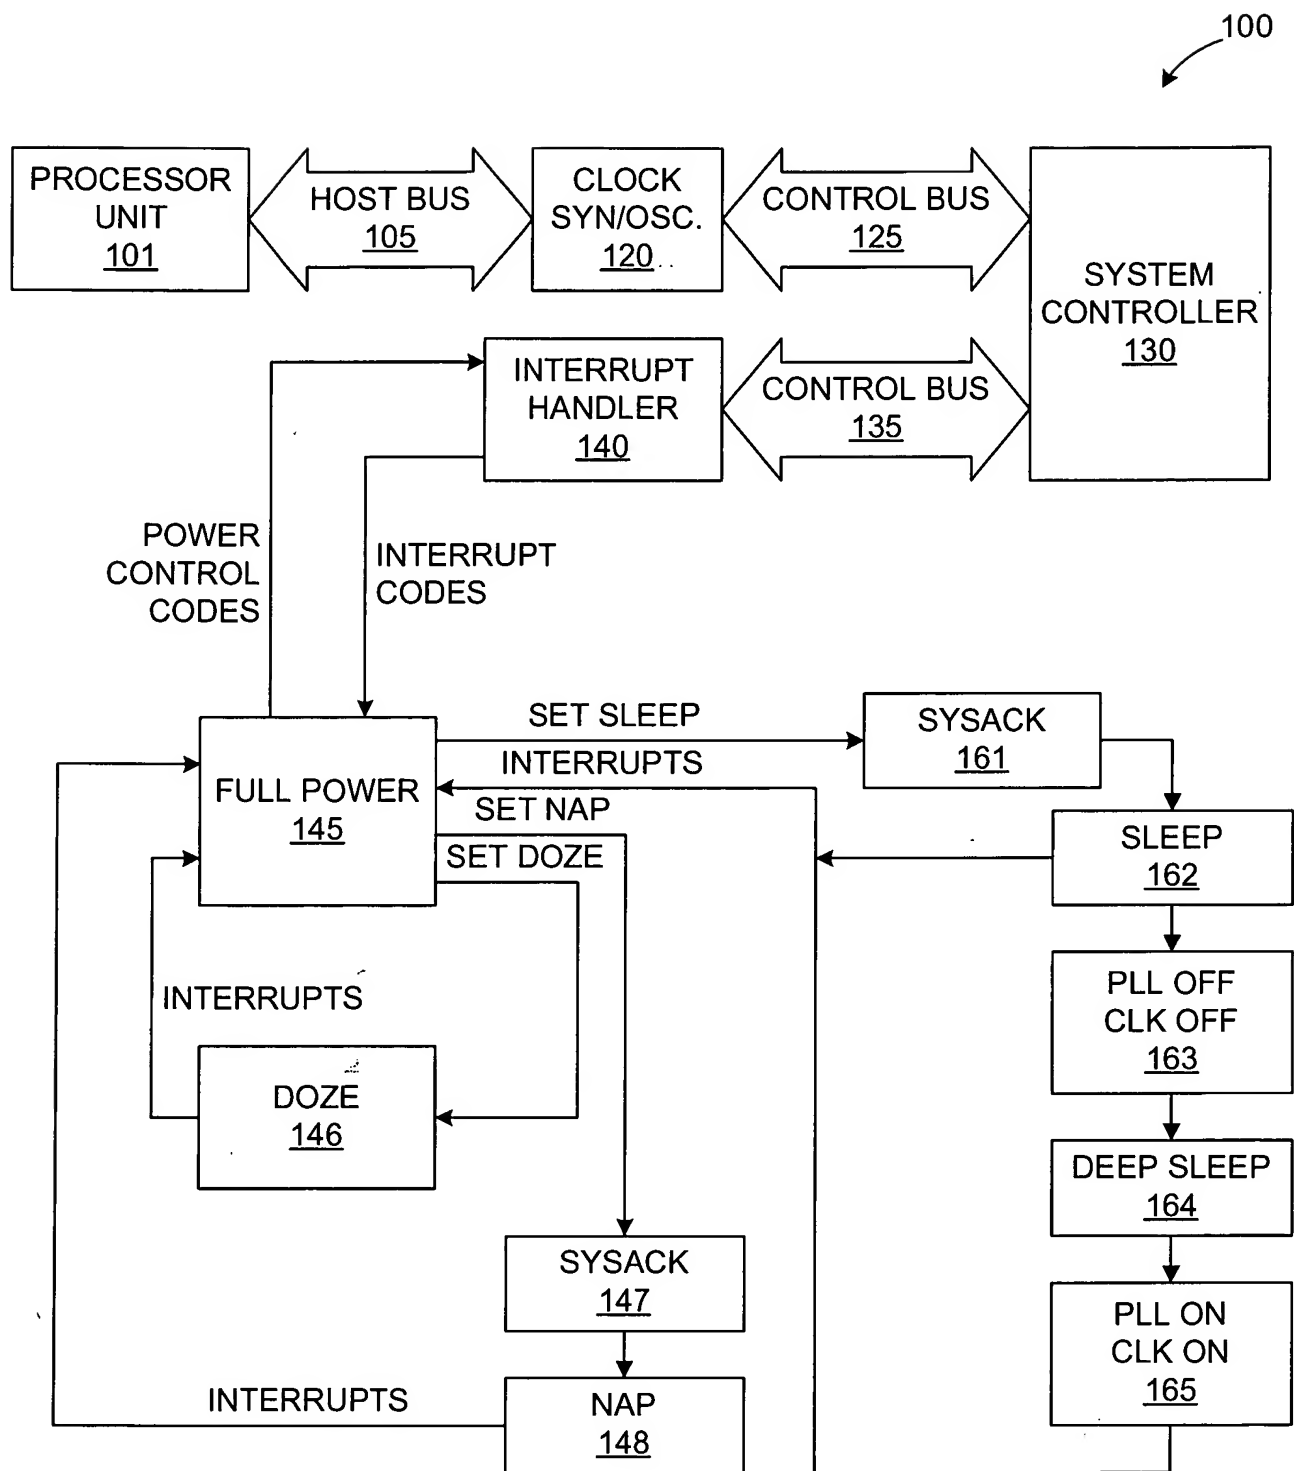 100
PROCESSOR
UNIT
101
HOST BUS
105
CLOCK
SYN/OSC.
120
CONTROL BUS
125
SYSTEM
CONTROLLER
130
INTERRUPT
HANDLER
140
CONTROL BUS
135
POWER
CONTROL
CODES
INTERRUPT
CODES
FULL POWER
145
SET SLEEP
INTERRUPTS
SET NAP
SET DOZE
SYSACK
161
SLEEP
162
PLL OFF
CLK OFF
163
INTERRUPTS
DOZE
146
DEEP SLEEP
164
SYSACK
147
PLL ON
CLK ON
165
INTERRUPTS
NAP
148